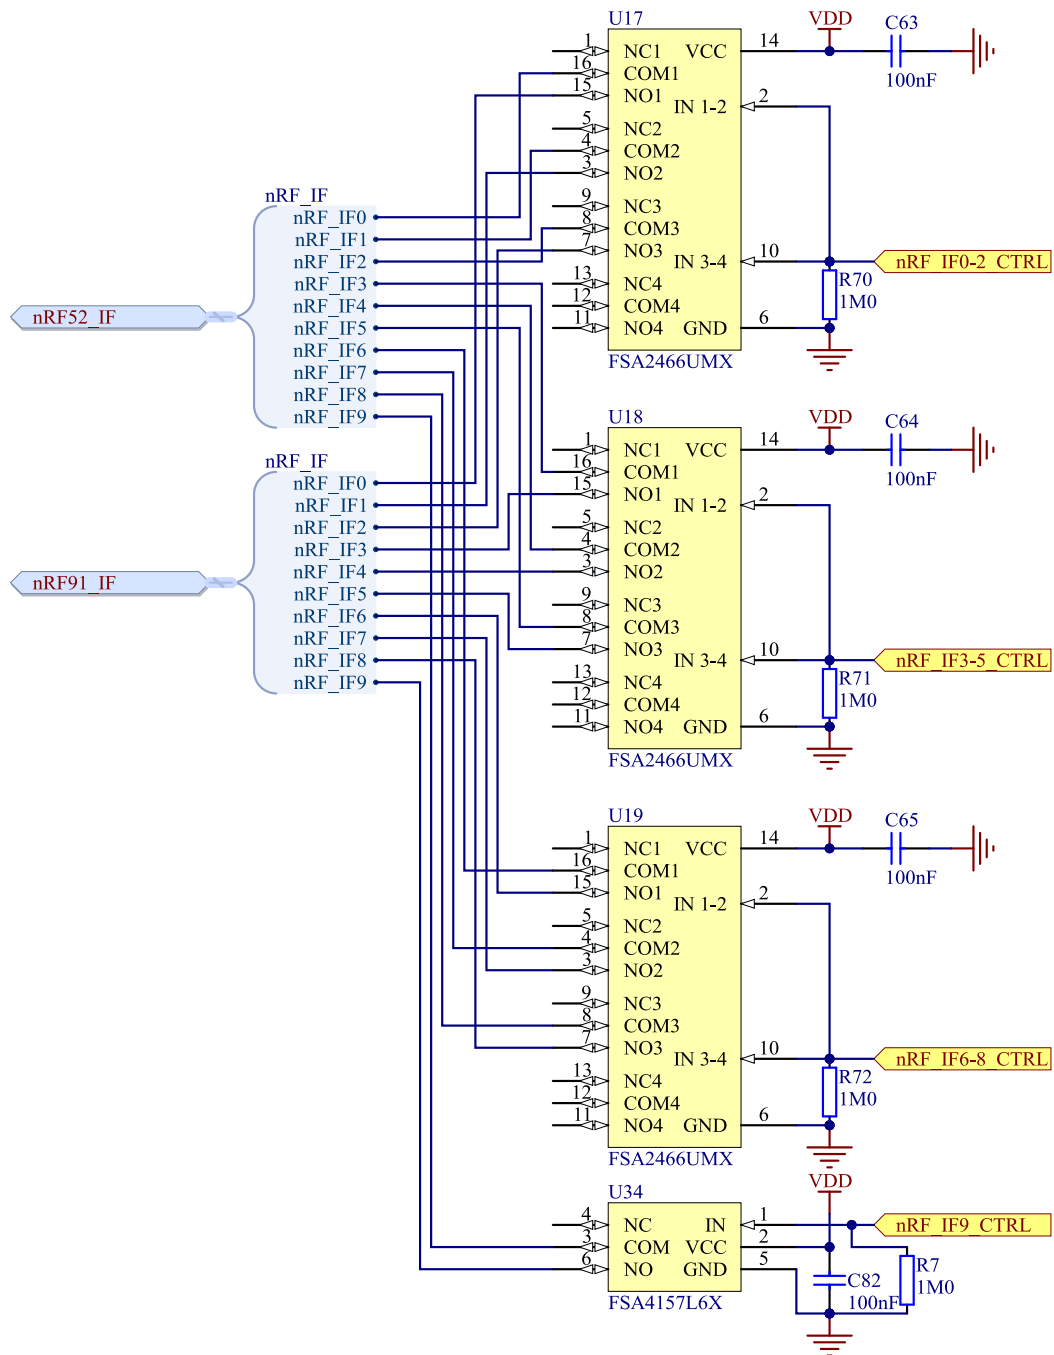 nRF52_IF
nRF_IF
nRF_IF0
nRF_IF1
nRF_IF2
nRF_IF3
nRF_IF4
nRF_IF5
nRF_IF6
nRF_IF7
nRF_IF8
nRF_IF9
nRF91_IF
nRF_IF
nRF_IF0
nRF_IF1
nRF_IF2
nRF_IF3
nRF_IF4
nRF_IF5
nRF_IF6
nRF_IF7
nRF_IF8
nRF_IF9
U17
1 NC1 VCC 14
16 COM1
15 NO1
IN 1-2 2
5 NC2
4 COM2
3 NO2
9 NC3
8 COM3
7 NO3
IN 3-4 10
13 NC4
12 COM4
11 NO4 GND 6
FSA2466UMX
VDD
C63
100nF
nRF_IF0-2_CTRL
R70
1M0
U18
1 NC1 VCC 14
16 COM1
15 NO1
IN 1-2 2
5 NC2
4 COM2
3 NO2
9 NC3
8 COM3
7 NO3
IN 3-4 10
13 NC4
12 COM4
11 NO4 GND 6
FSA2466UMX
VDD
C64
100nF
nRF_IF3-5_CTRL
R71
1M0
U19
1 NC1 VCC 14
16 COM1
15 NO1
IN 1-2 2
5 NC2
4 COM2
3 NO2
9 NC3
8 COM3
7 NO3
IN 3-4 10
13 NC4
12 COM4
11 NO4 GND 6
FSA2466UMX
VDD
C65
100nF
nRF_IF6-8_CTRL
R72
1M0
U34
4 NC IN 1
3 COM VCC 2
6 NO GND 5
FSA4157L6X
VDD
nRF_IF9_CTRL
C82
100nF
R7
1M0